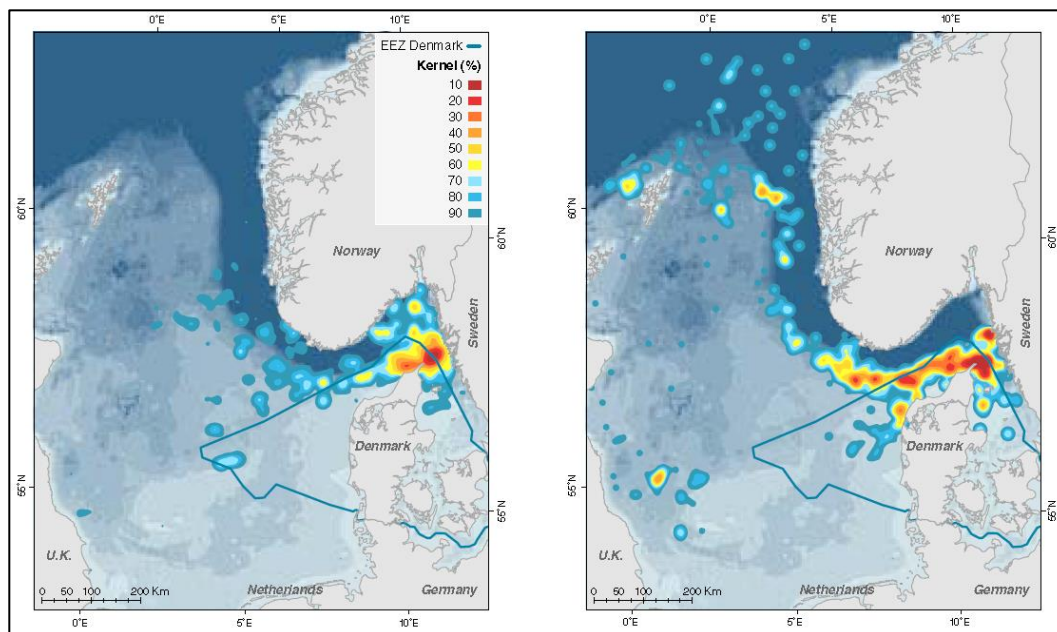 0°E 5°E 10°E
EEZ Denmark
Kernel (%)
10
20
30
40
50
60
70
80
90
60°N
60°N
Norway
Sweden
Denmark
55°N
55°N
U.K.
0 50 100 200 Km
Netherlands
Germany
0°E 5°E 10°E
0°E 5°E 10°E
60°N
60°N
Norway
Sweden
Denmark
55°N
55°N
U.K.
0 50 100 200 Km
Netherlands
Germany
0°E 5°E 10°E